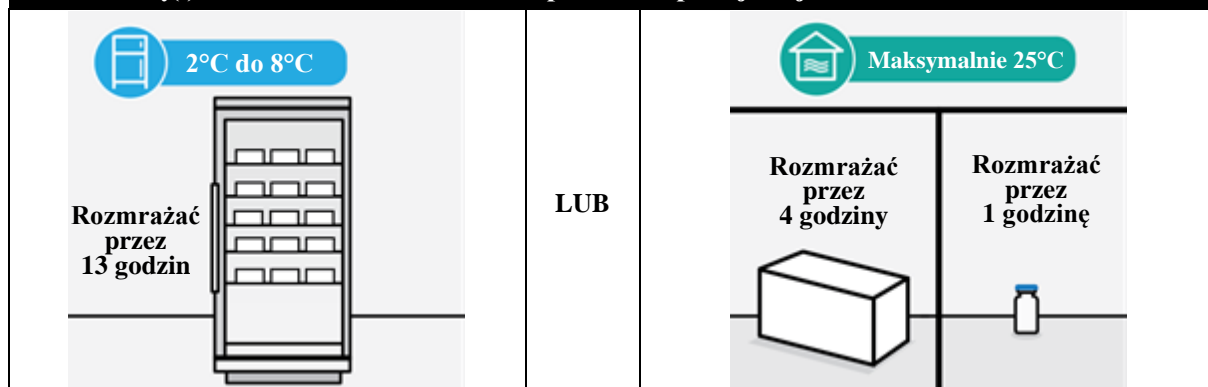 2°C do 8°C
Rozmrażać
przez
13 godzin
LUB
Maksymalnie 25°C
Rozmrażać
przez
4 godziny
Rozmrażać
przez
1 godzinę